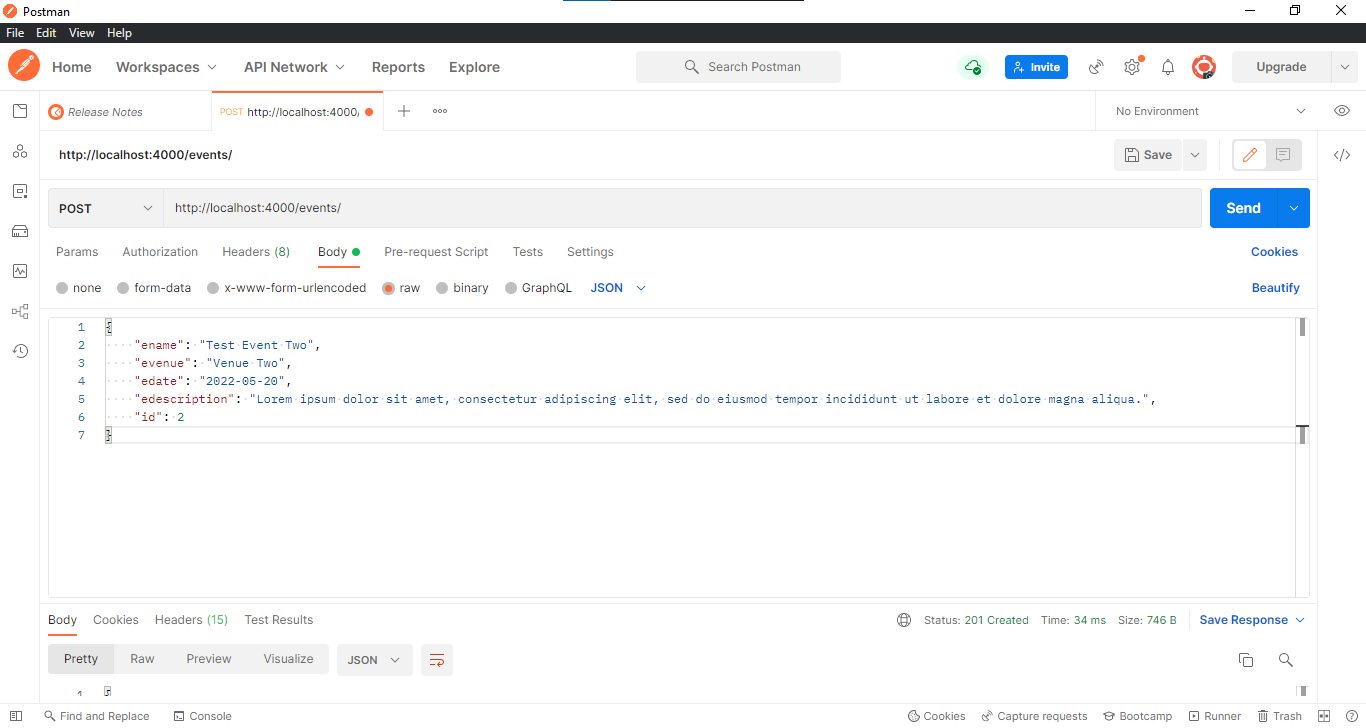 Postman
File Edit View Help
Home Workspaces API Network Reports Explore Search Postman Invite Upgrade
Release Notes POST http://localhost:4000/ No Environment
http://localhost:4000/events/ Save
POST http://localhost:4000/events/ Send
Params Authorization Headers (8) Body Pre-request Script Tests Settings Cookies
none form-data x-www-form-urlencoded raw binary GraphQL JSON Beautify
1 {
2 "ename": "Test Event Two",
3 "evenue": "Venue Two",
4 "edate": "2022-05-20",
5 "edescription": "Lorem ipsum dolor sit amet, consectetur adipiscing elit, sed do eiusmod tempor incididunt ut labore et dolore magna aliqua.",
6 "id": 2
7 }
Body Cookies Headers (15) Test Results Status: 201 Created Time: 34 ms Size: 746 B Save Response
Pretty Raw Preview Visualize JSON
1 {
Find and Replace Console Cookies Capture requests Bootcamp Runner Trash